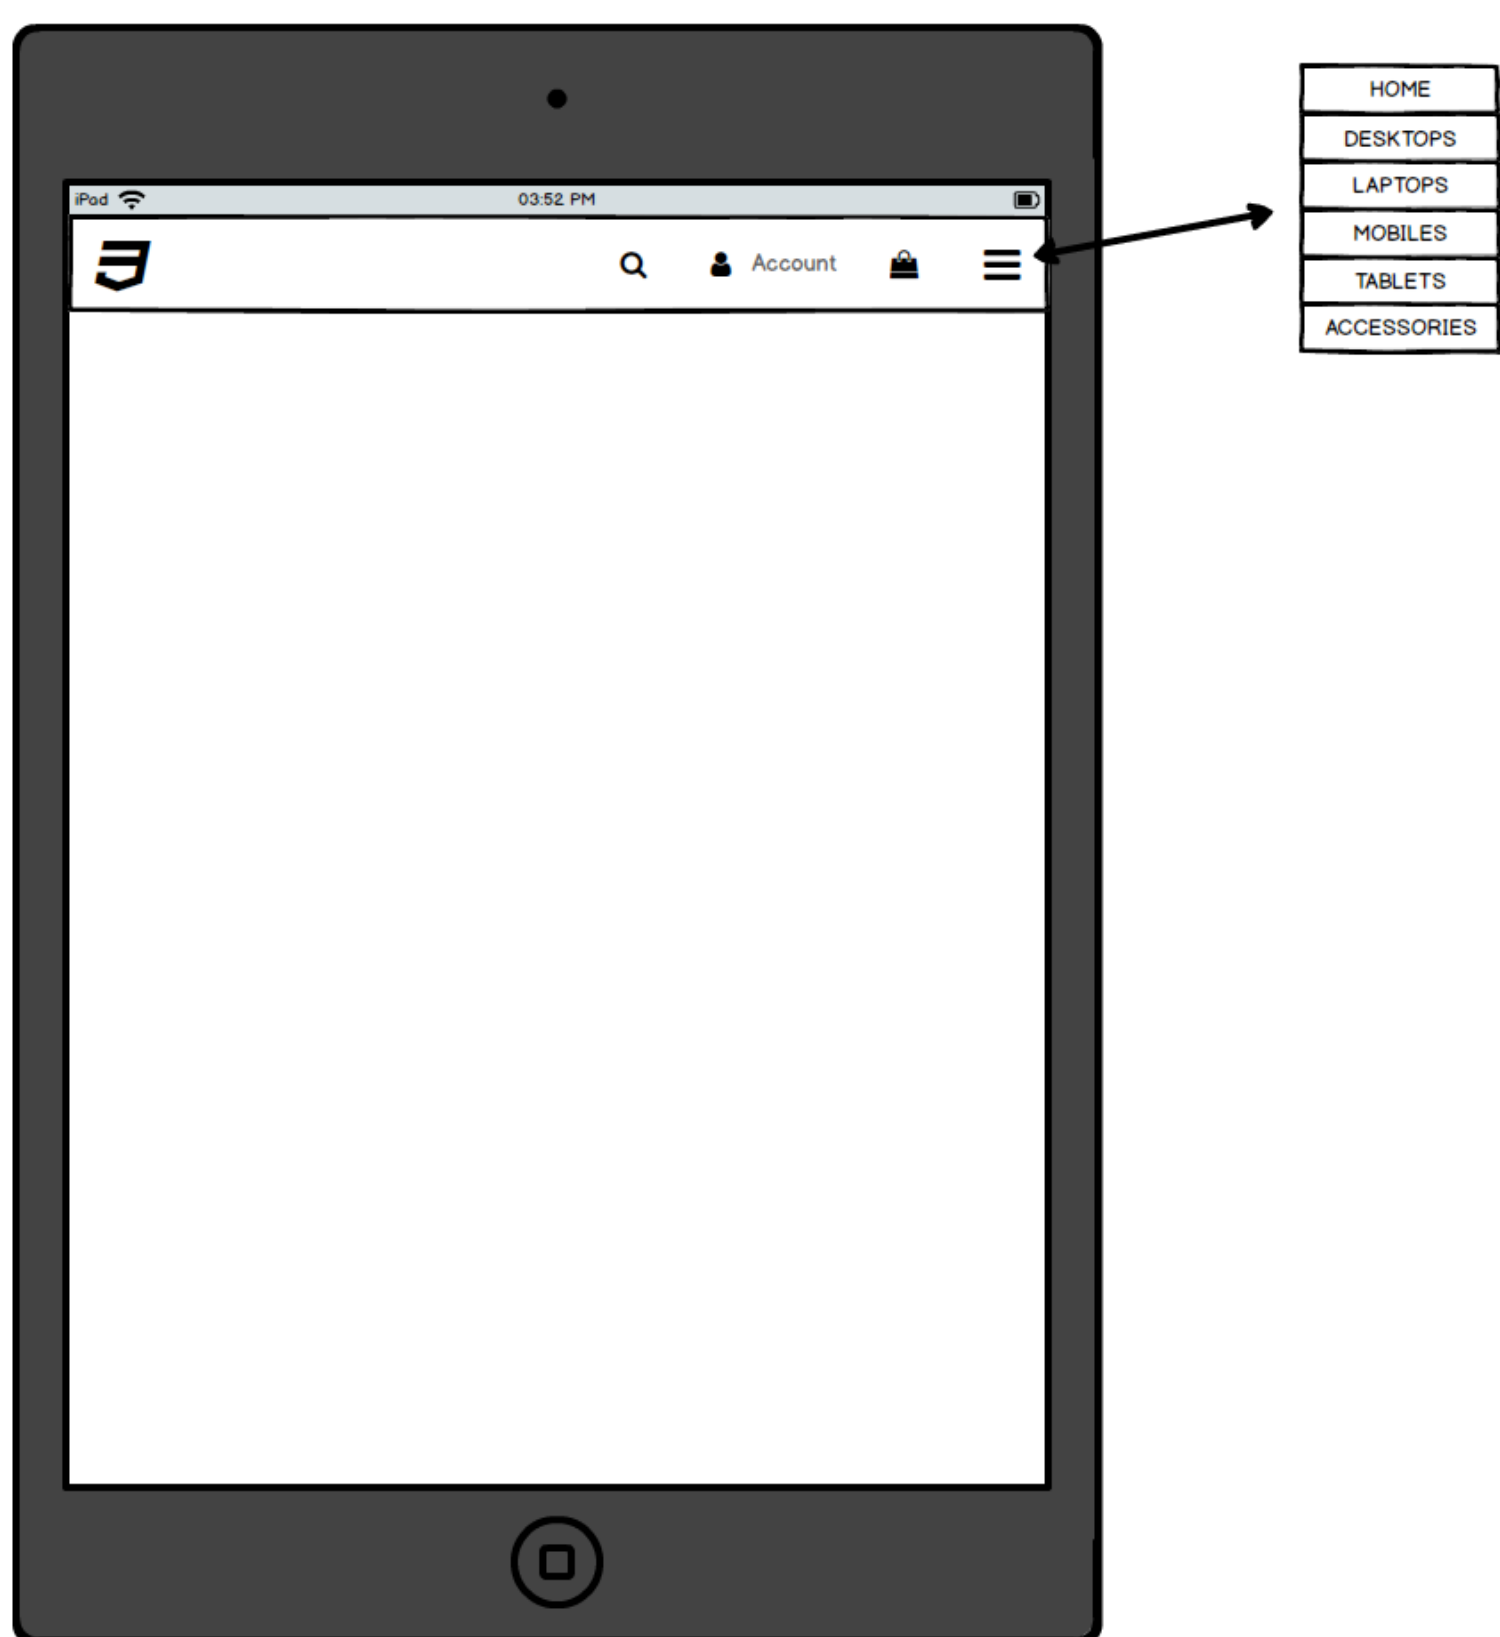 iPad
03:52 PM
Account
HOME
DESKTOPS
LAPTOPS
MOBILES
TABLETS
ACCESSORIES